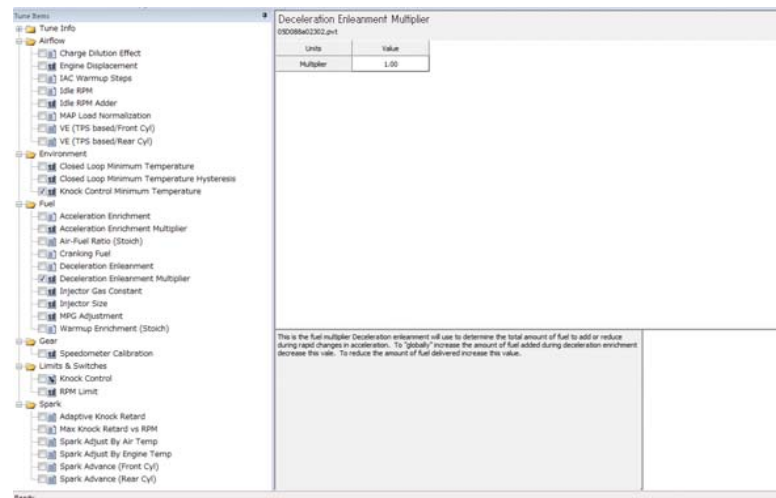 Tune Items
Tune Info
Airflow
Charge Dilution Effect
Engine Displacement
IAC Warmup Steps
Idle RPM
Idle RPM Adder
MAP Load Normalization
VE (TPS based/Front Cyl)
VE (TPS based/Rear Cyl)
Environment
Closed Loop Minimum Temperature
Closed Loop Minimum Temperature Hysteresis
Knock Control Minimum Temperature
Fuel
Acceleration Enrichment
Acceleration Enrichment Multiplier
Air-Fuel Ratio (Stoich)
Cranking Fuel
Deceleration Enleanment
Deceleration Enleanment Multiplier
Injector Gas Constant
Injector Size
MPG Adjustment
Warmup Enrichment (Stoich)
Gear
Speedometer Calibration
Limits & Switches
Knock Control
RPM Limit
Spark
Adaptive Knock Retard
Max Knock Retard vs RPM
Spark Adjust By Air Temp
Spark Adjust By Engine Temp
Spark Advance (Front Cyl)
Spark Advance (Rear Cyl)
Ready
Deceleration Enleanment Multiplier
Units Value
Multiplier 1.00
This is the fuel multiplier Deceleration enleanment will use to determine the total amount of fuel to add or reduce
during rapid changes in acceleration. To "globally" increase the amount of fuel added during deceleration enrichment
decrease this vale. To reduce the amount of fuel delivered increase this value.